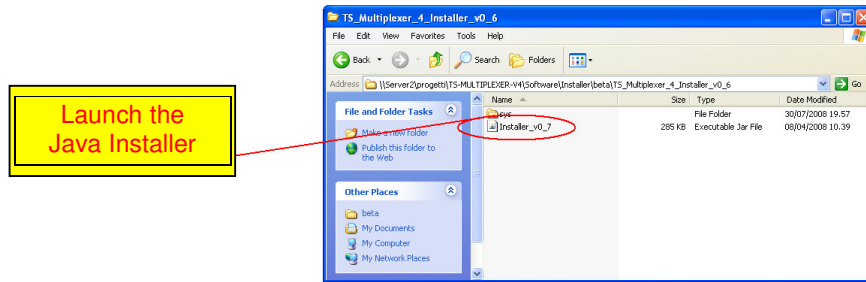 Launch the
Java Installer
TS_Multiplexer_4_Installer_v0_6
File Edit View Favorites Tools Help
Back Search Folders
Address \\Server2\progetti\TS-MULTIPLEXER-V4\Software\Installer\beta\TS_Multiplexer_4_Installer_v0_6 Go
Name Size Type Date Modified
File and Folder Tasks
Make a new folder
Publish this folder to
the Web
Other Places
beta
My Documents
My Computer
My Network Places
sys File Folder 30/07/2008 19.57
Installer_v0_7 285 KB Executable Jar File 08/04/2008 10.39